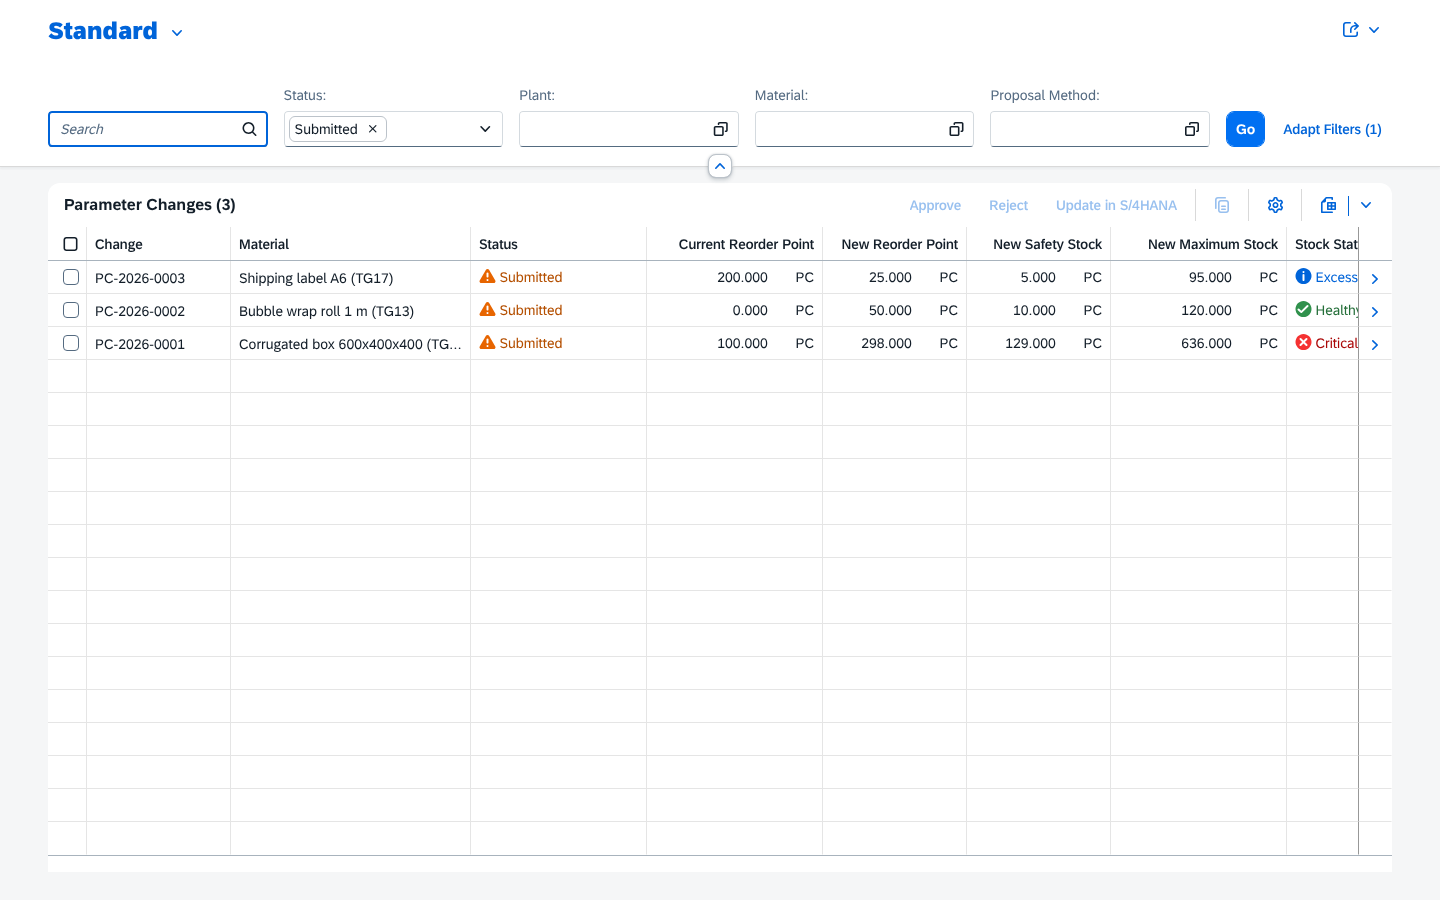 Standard
Status:
Plant:
Material:
Proposal Method:
Search
Submitted
Go
Adapt Filters (1)
Parameter Changes (3)
Approve
Reject
Update in S/4HANA
Change Material Status Current Reorder Point New Reorder Point New Safety Stock New Maximum Stock Stock Stat
PC-2026-0003 Shipping label A6 (TG17) Submitted 200.000 PC 25.000 PC 5.000 PC 95.000 PC Excess
PC-2026-0002 Bubble wrap roll 1 m (TG13) Submitted 0.000 PC 50.000 PC 10.000 PC 120.000 PC Healthy
PC-2026-0001 Corrugated box 600x400x400 (TG... Submitted 100.000 PC 298.000 PC 129.000 PC 636.000 PC Critical